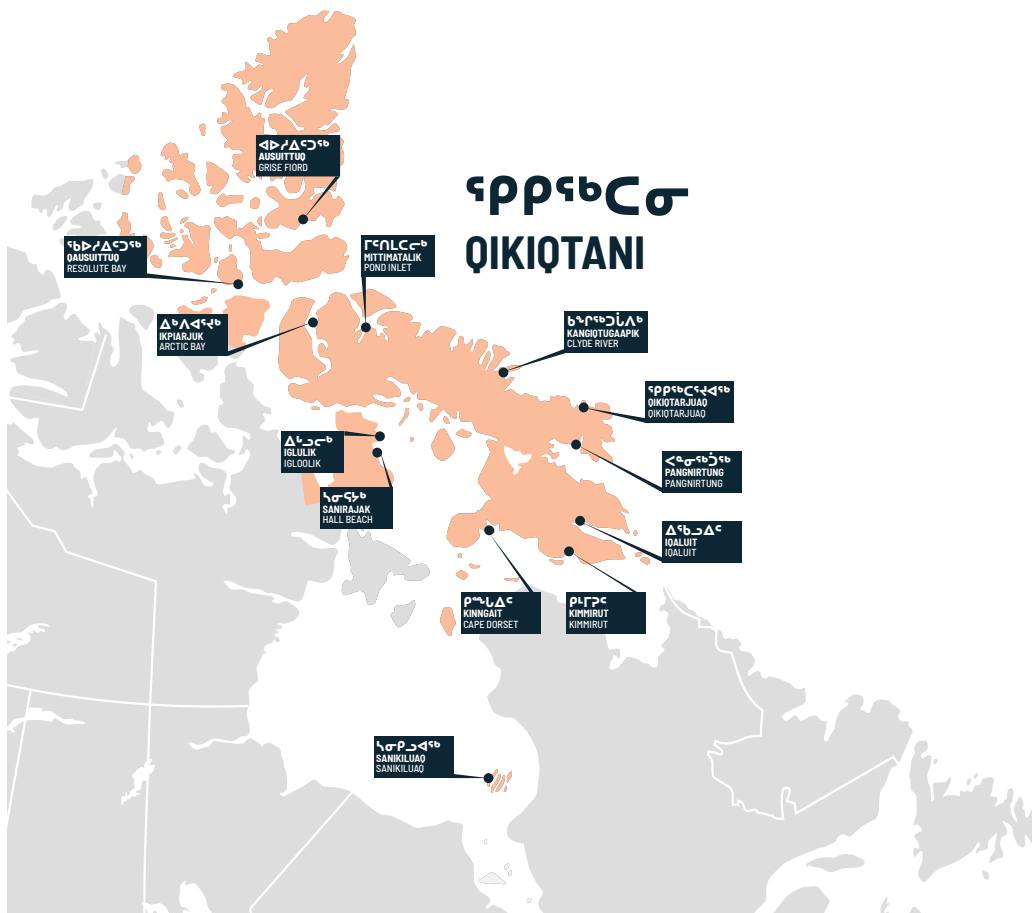 ᐊᐅᔪᐃᑦᑐᖅ
AUSUITTUQ
GRISE FIORD
ᕿᑭᖅᑕᓂ
QIKIQTANI
ᖃᐅᓱᐃᑦᑐᖅ
QAUSUITTUQ
RESOLUTE BAY
ᒥᑦᑎᒪᑕᓕᒃ
MITTIMATALIK
POND INLET
ᐃᒃᐱᐊᕐᔪᒃ
IKPIARJUK
ARCTIC BAY
ᑲᖏᖅᑐᒑᐱᒃ
KANGIQTUGAAPIK
CLYDE RIVER
ᕿᑭᖅᑕᕐᔪᐊᖅ
QIKIQTARJUAQ
QIKIQTARJUAQ
ᐃᒡᓗᓕᒃ
IGLULIK
IGLOOLIK
ᐸᓐᓂᖅᑑᖅ
PANGNIRTUNG
PANGNIRTUNG
ᓴᓂᕋᔭᒃ
SANIRAJAK
HALL BEACH
ᐃᖃᓗᐃᑦ
IQALUIT
IQALUIT
ᑭᙵᐃᑦ
KINNGAIT
CAPE DORSET
ᑭᒻᒥᕈᑦ
KIMMIRUT
KIMMIRUT
ᓴᓂᑭᓗᐊᖅ
SANIKILUAQ
SANIKILUAQ